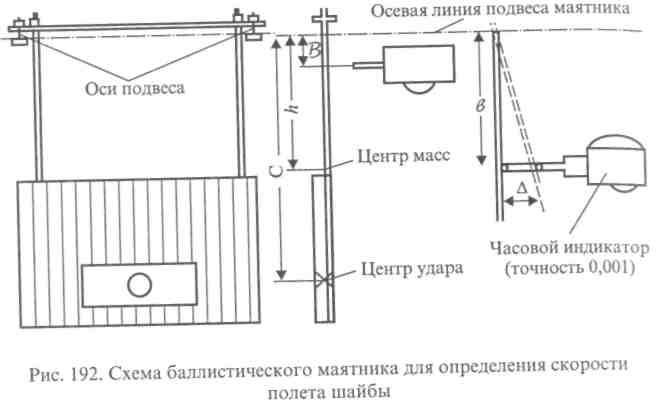 Осевая линия подвеса маятника
Оси подвеса
B
h
C
в
Центр масс
Δ
Центр удара
Часовой индикатор
(точность 0,001)
Рис. 192. Схема баллистического маятника для определения скорости
полета шайбы